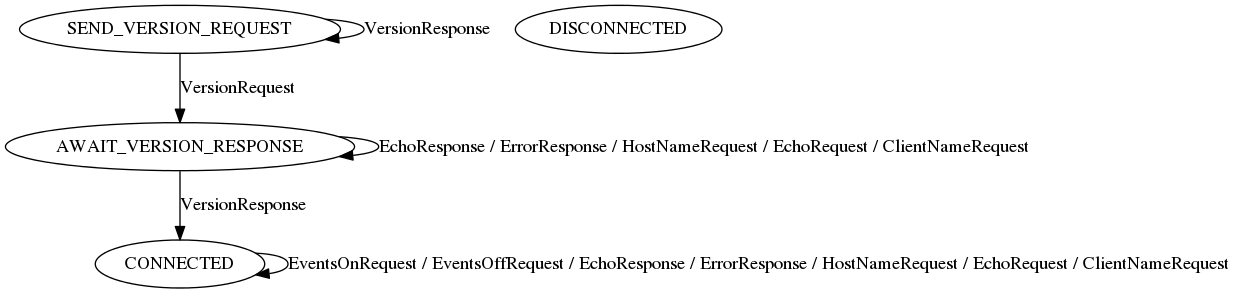 SEND_VERSION_REQUEST
VersionResponse
DISCONNECTED
VersionRequest
AWAIT_VERSION_RESPONSE
EchoResponse / ErrorResponse / HostNameRequest / EchoRequest / ClientNameRequest
VersionResponse
CONNECTED
EventsOnRequest / EventsOffRequest / EchoResponse / ErrorResponse / HostNameRequest / EchoRequest / ClientNameRequest